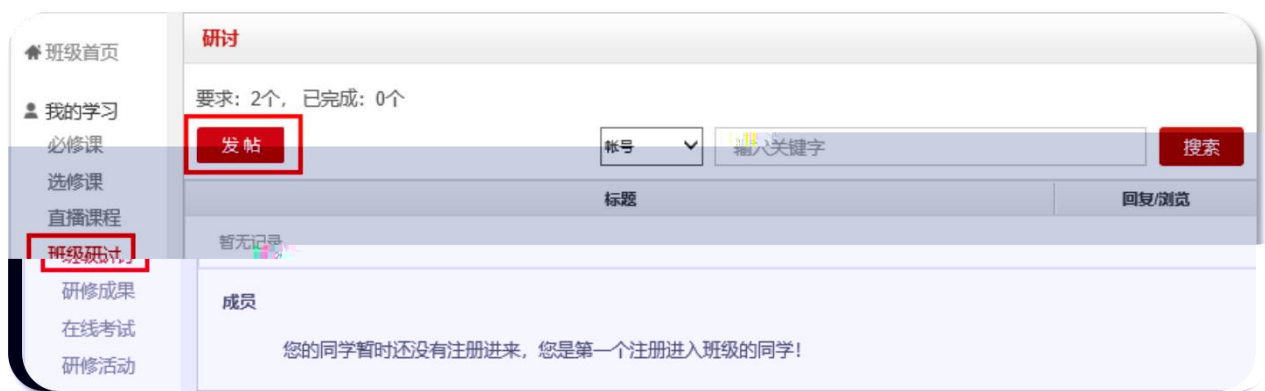 班级首页
我的学习
必修课
选修课
直播课程
班级研讨
研修成果
在线考试
研修活动
研讨
要求：2个，已完成：0个
发帖
帐号
输入关键字
搜索
标题
回复/浏览
暂无记录
成员
您的同学暂时还没有注册进来，您是第一个注册进入班级的同学！